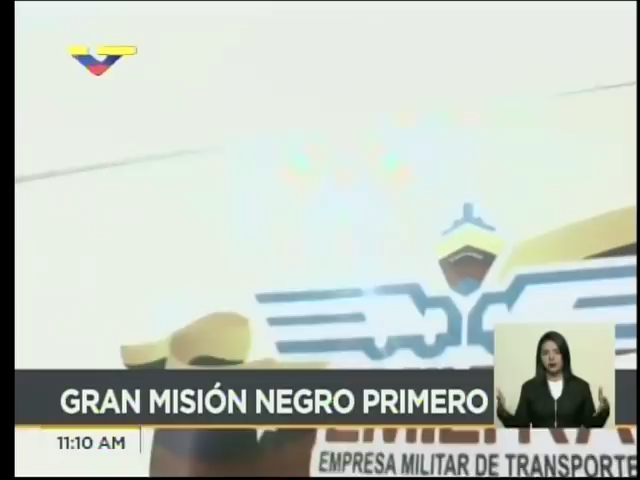 GRAN MISIÓN NEGRO PRIMERO
11:10 AM
EMPRESA MILITAR DE TRANSPORTE